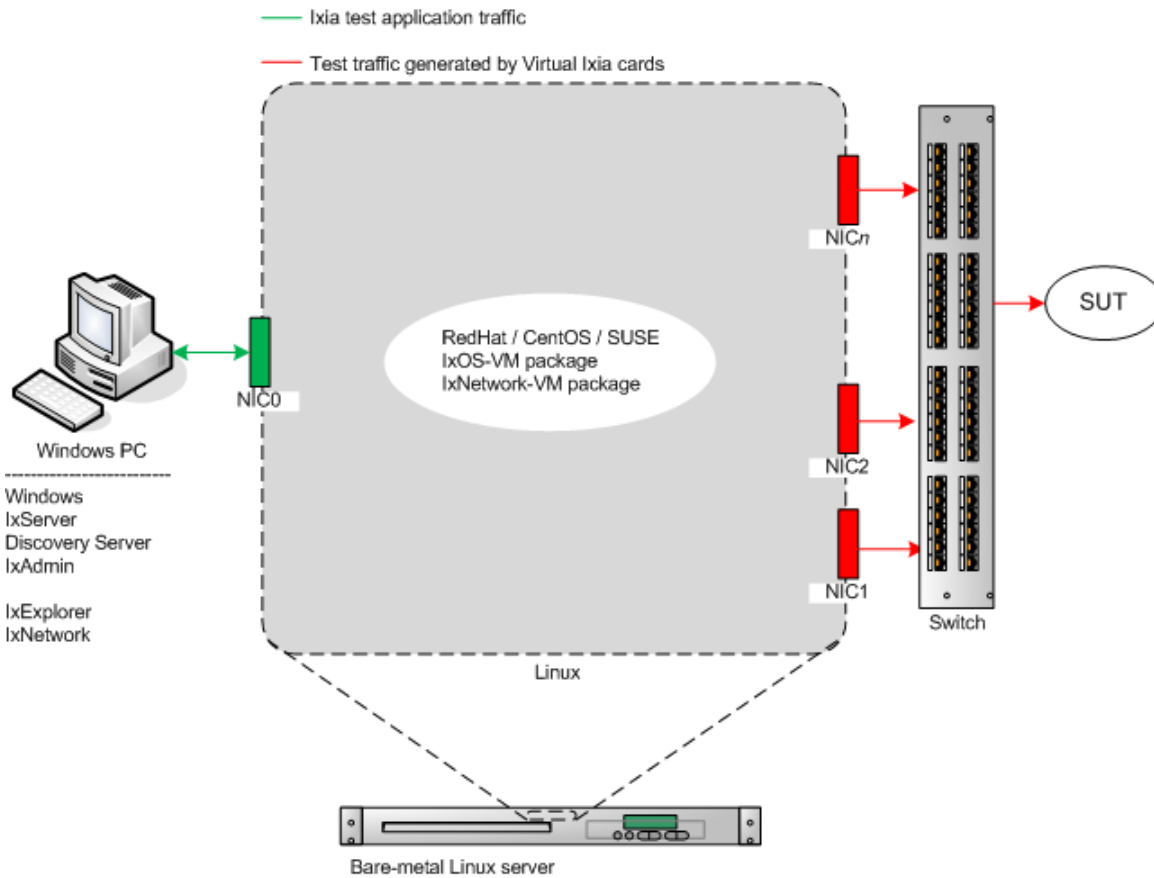 Ixia test application traffic
Test traffic generated by Virtual Ixia cards
NICn
SUT
RedHat / CentOS / SUSE
IxOS-VM package
IxNetwork-VM package
NIC0
Windows PC
---------------------------
Windows
IxServer
Discovery Server
IxAdmin
IxExplorer
IxNetwork
NIC2
NIC1
Switch
Linux
Bare-metal Linux server